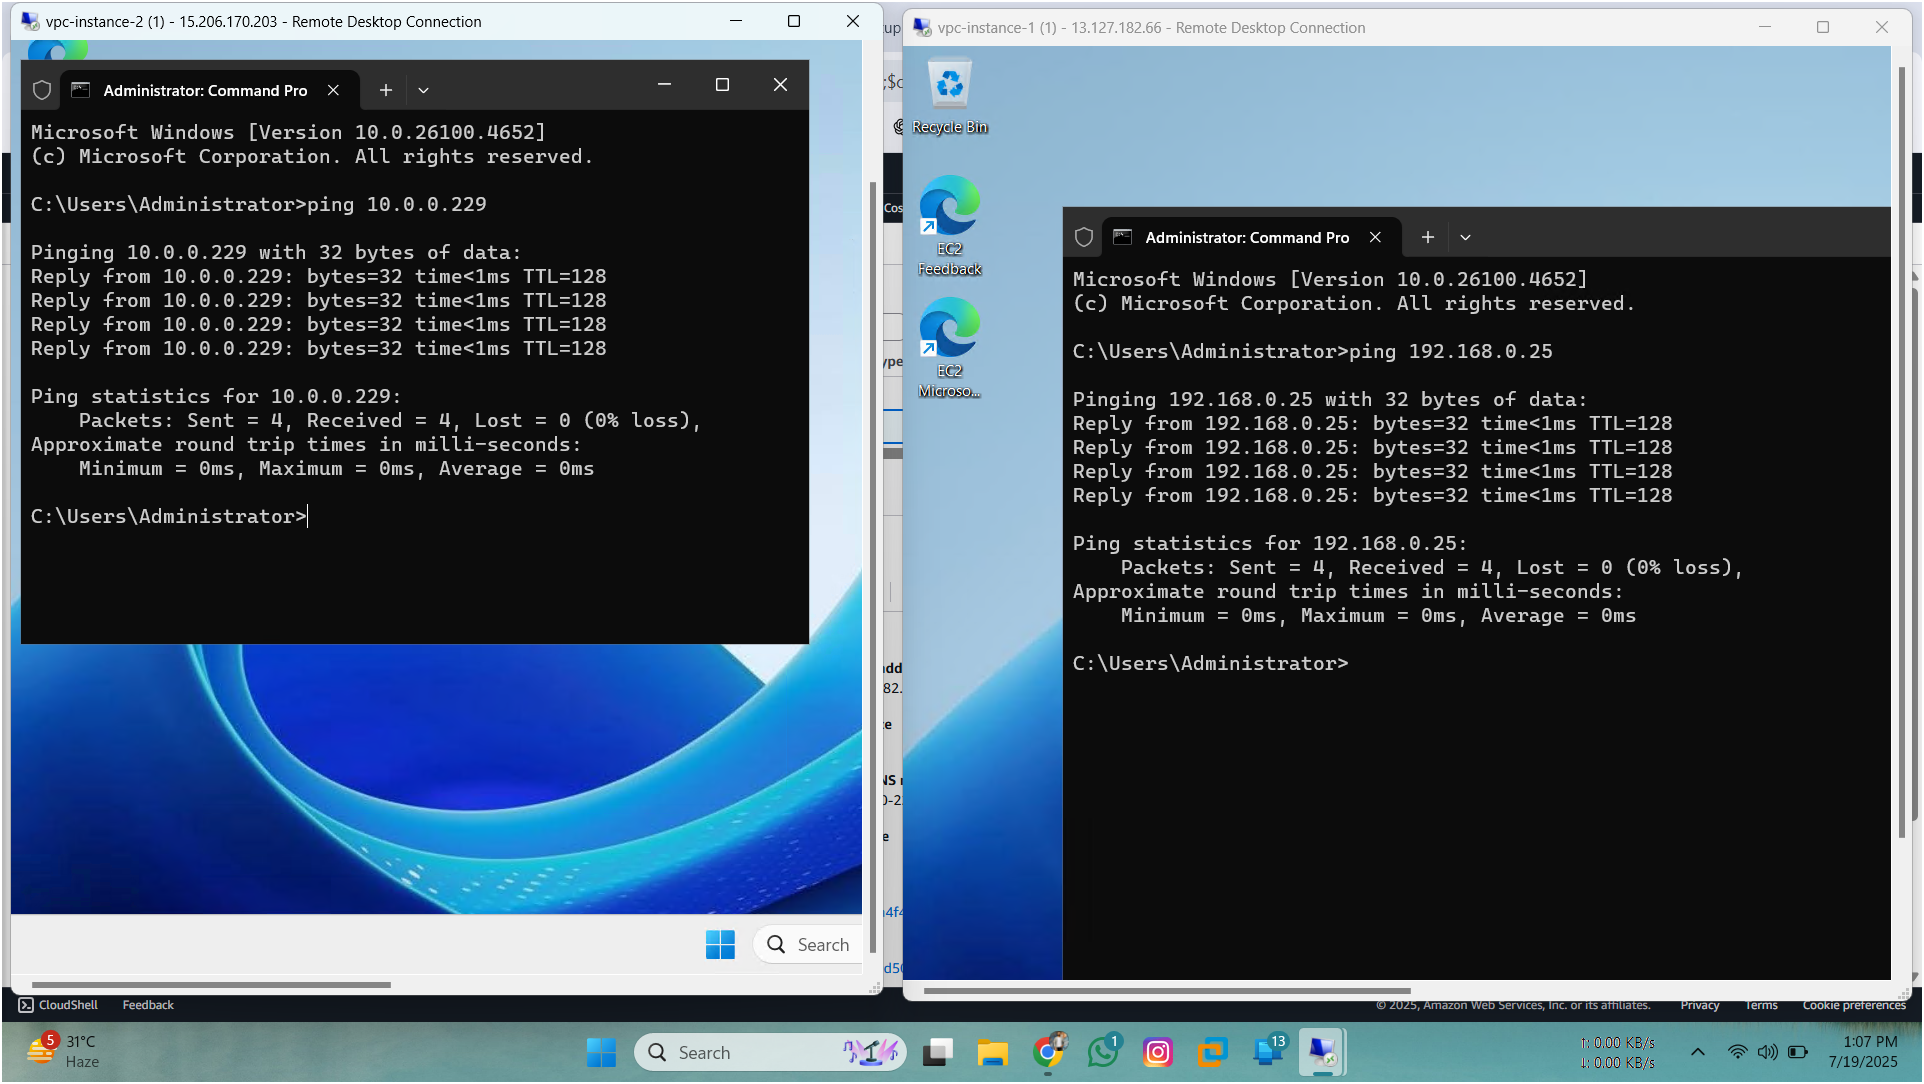 vpc-instance-2 (1) - 15.206.170.203 - Remote Desktop Connection
Administrator: Command Pro
Microsoft Windows [Version 10.0.26100.4652]
(c) Microsoft Corporation. All rights reserved.
C:\Users\Administrator>ping 10.0.0.229
Pinging 10.0.0.229 with 32 bytes of data:
Reply from 10.0.0.229: bytes=32 time<1ms TTL=128
Reply from 10.0.0.229: bytes=32 time<1ms TTL=128
Reply from 10.0.0.229: bytes=32 time<1ms TTL=128
Reply from 10.0.0.229: bytes=32 time<1ms TTL=128
Ping statistics for 10.0.0.229:
Packets: Sent = 4, Received = 4, Lost = 0 (0% loss),
Approximate round trip times in milli-seconds:
Minimum = 0ms, Maximum = 0ms, Average = 0ms
C:\Users\Administrator>
Search
vpc-instance-1 (1) - 13.127.182.66 - Remote Desktop Connection
Recycle Bin
EC2
Feedback
EC2
Microso...
Administrator: Command Pro
Microsoft Windows [Version 10.0.26100.4652]
(c) Microsoft Corporation. All rights reserved.
C:\Users\Administrator>ping 192.168.0.25
Pinging 192.168.0.25 with 32 bytes of data:
Reply from 192.168.0.25: bytes=32 time<1ms TTL=128
Reply from 192.168.0.25: bytes=32 time<1ms TTL=128
Reply from 192.168.0.25: bytes=32 time<1ms TTL=128
Reply from 192.168.0.25: bytes=32 time<1ms TTL=128
Ping statistics for 192.168.0.25:
Packets: Sent = 4, Received = 4, Lost = 0 (0% loss),
Approximate round trip times in milli-seconds:
Minimum = 0ms, Maximum = 0ms, Average = 0ms
C:\Users\Administrator>
CloudShell Feedback © 2025, Amazon Web Services, Inc. or its affiliates. Privacy Terms Cookie preferences
5
31°C
Haze
Search
1
13
↑: 0.00 KB/s
↓: 0.00 KB/s
1:07 PM
7/19/2025